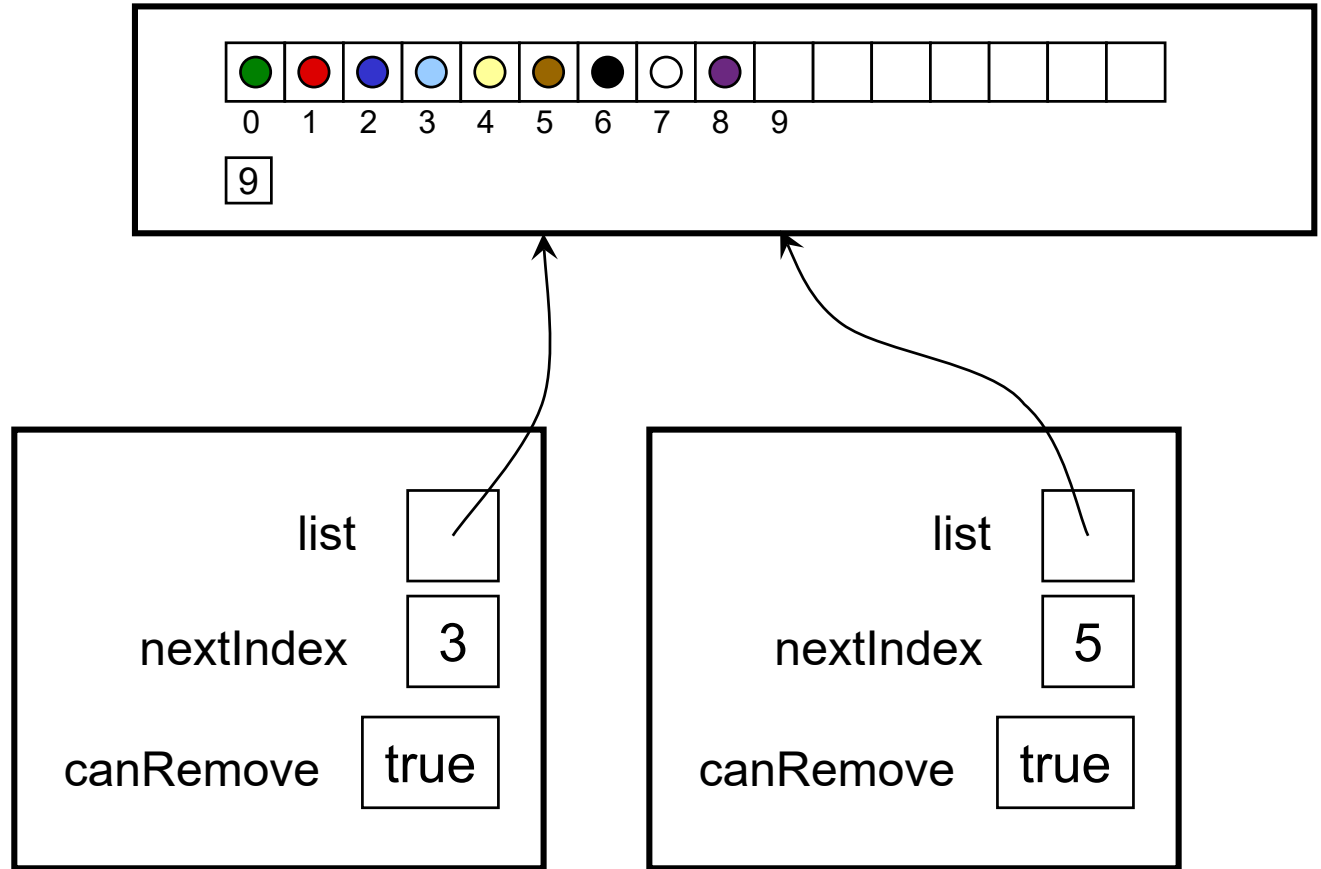 0 1 2 3 4 5 6 7 8 9
9
list
nextIndex 3
canRemove true
list
nextIndex 5
canRemove true